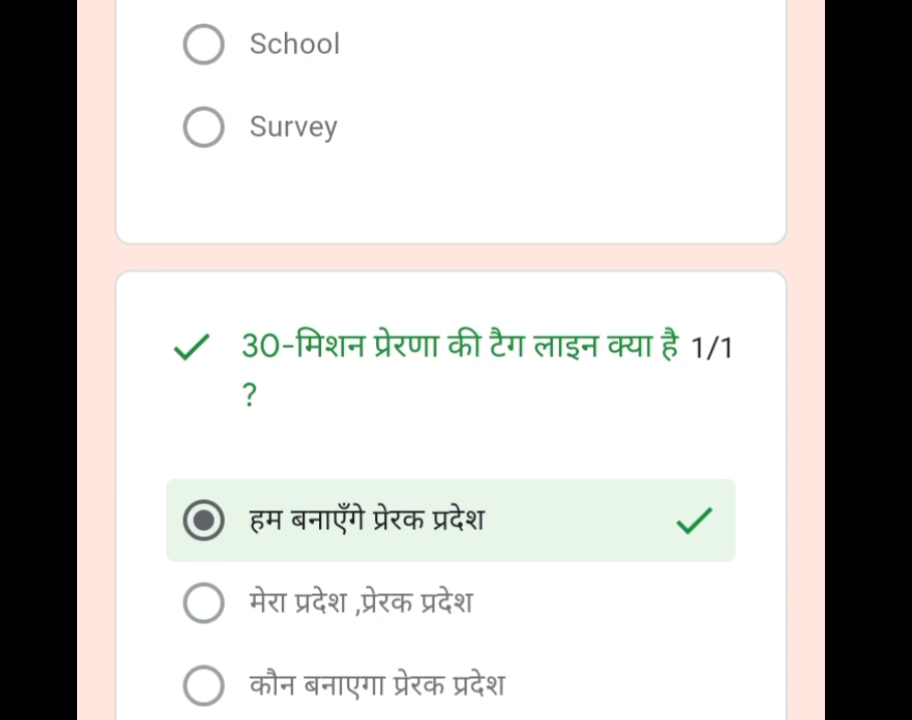 School
Survey
30-मिशन प्रेरणा की टैग लाइन क्या है 1/1
?
हम बनाएँगे प्रेरक प्रदेश
मेरा प्रदेश ,प्रेरक प्रदेश
कौन बनाएगा प्रेरक प्रदेश